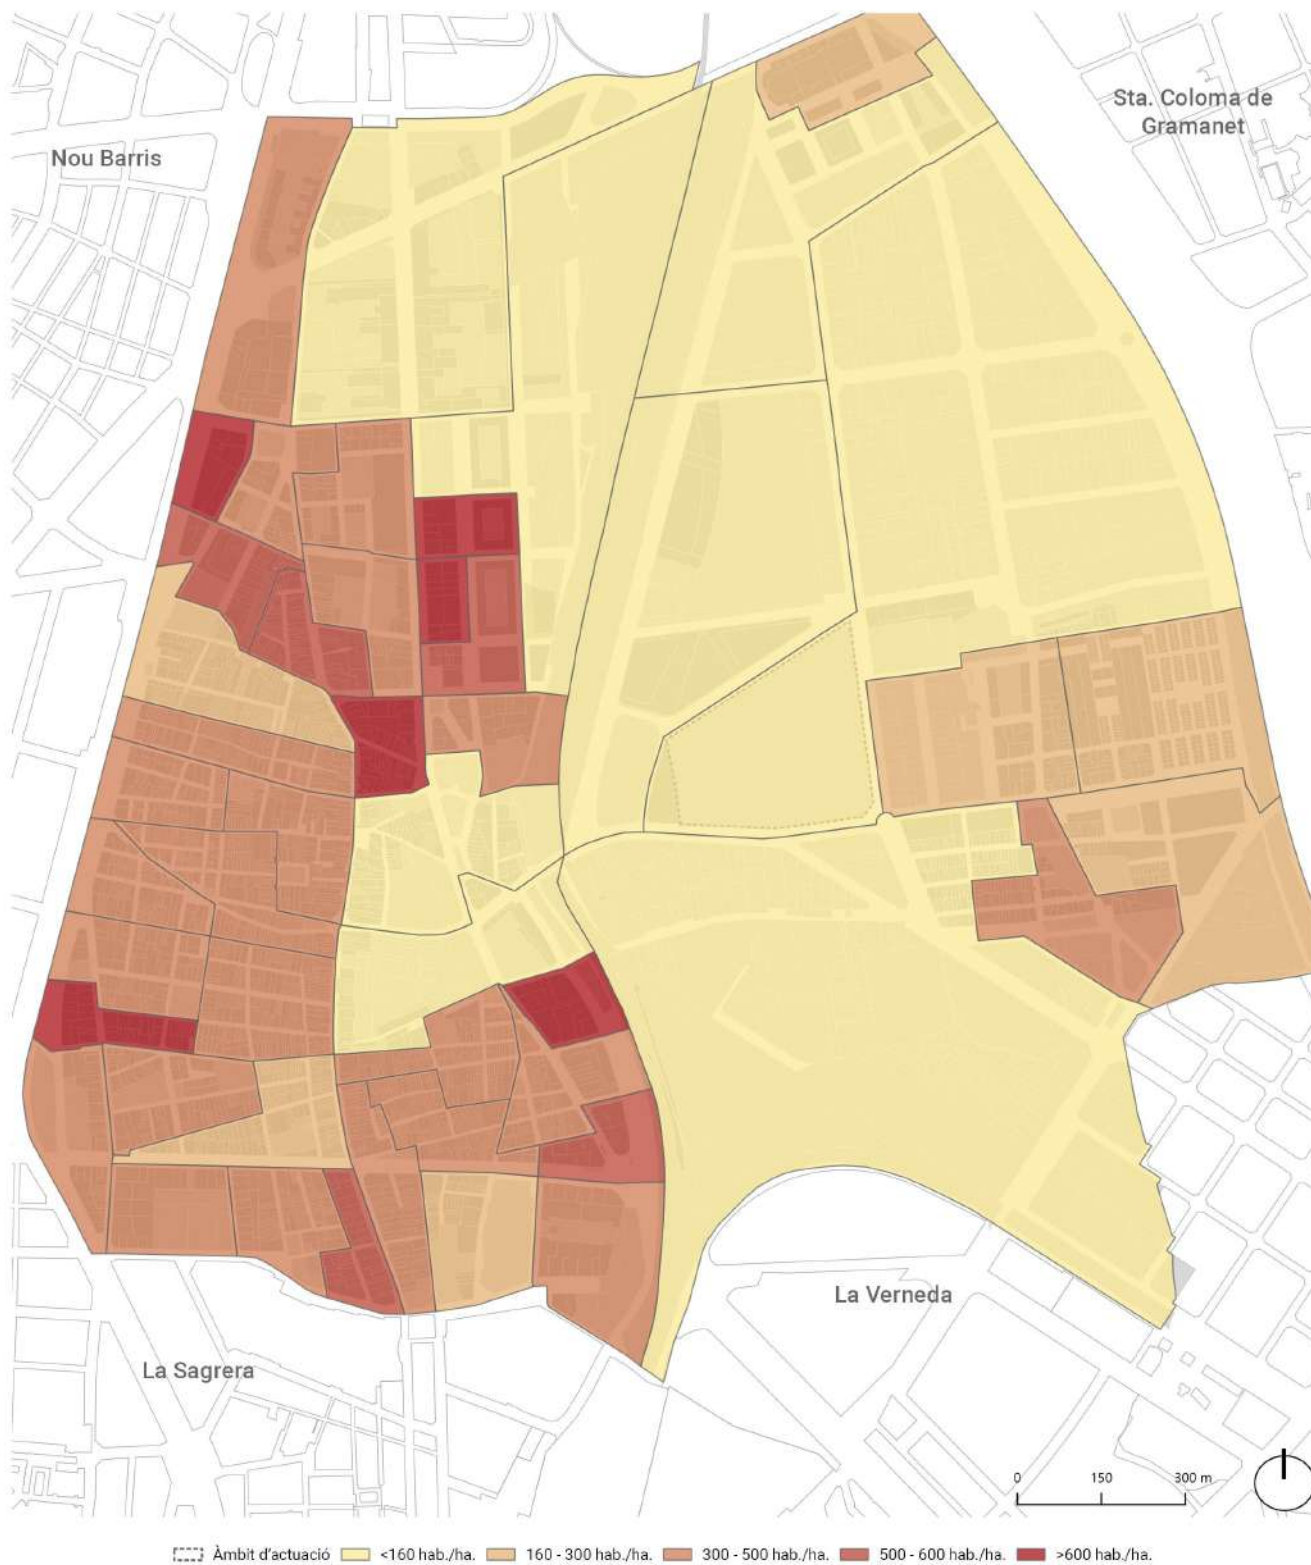 Sta. Coloma de
Gramanet
Nou Barris
La Verneda
La Sagrera
0 150 300 m
Àmbit d'actuació <160 hab./ha. 160 - 300 hab./ha. 300 - 500 hab./ha. 500 - 600 hab./ha. >600 hab./ha.